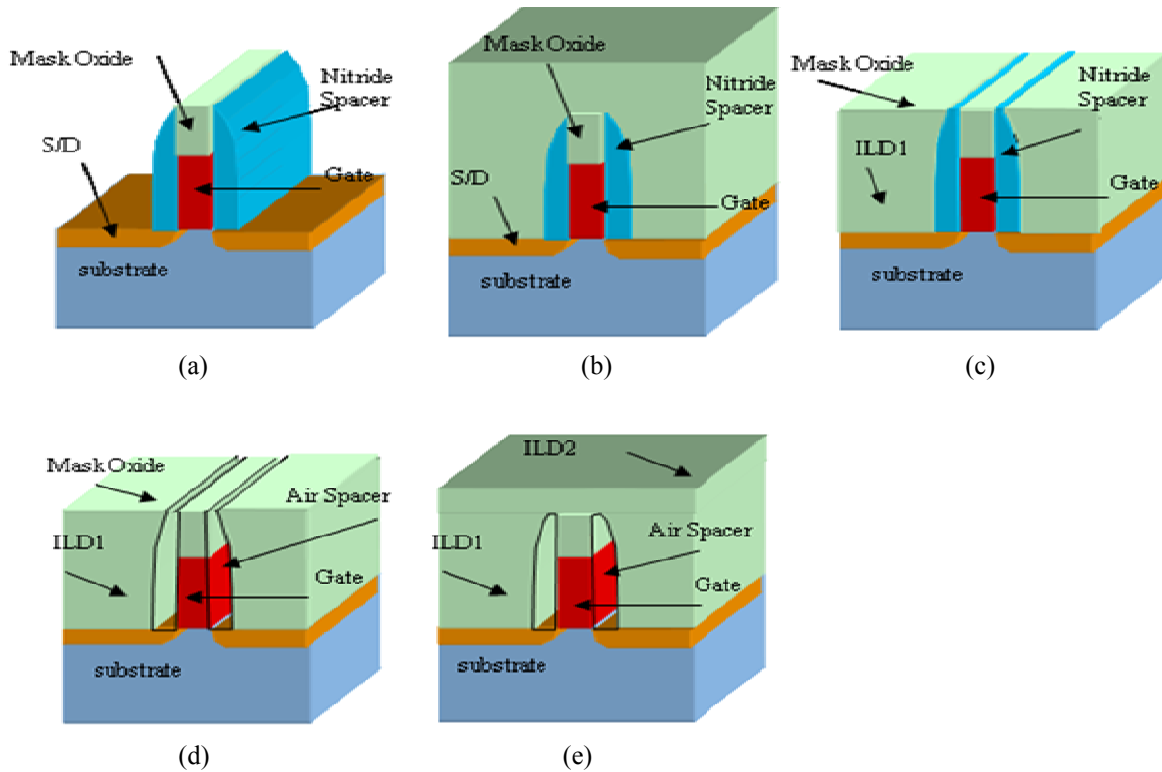 Mask Oxide
Nitride
Spacer
S/D
Gate
substrate
(a)
Mask Oxide
Nitride
Spacer
S/D
Gate
substrate
(b)
Mask Oxide
Nitride
Spacer
ILD1
Gate
substrate
(c)
Mask Oxide
Air Spacer
ILD1
Gate
substrate
(d)
ILD2
Air Spacer
ILD1
Gate
substrate
(e)